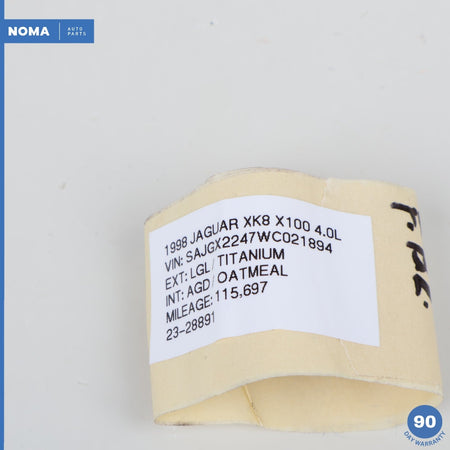 NOMA AUTO
PARTS
1998 JAGUAR XK8 X100 4.0L
VIN: SAJGX2247WC021894
EXT: LGL/ TITANIUM
INT: AGD/ OATMEAL
MILEAGE: 115,697
23-28891
90
DAY WARRANTY